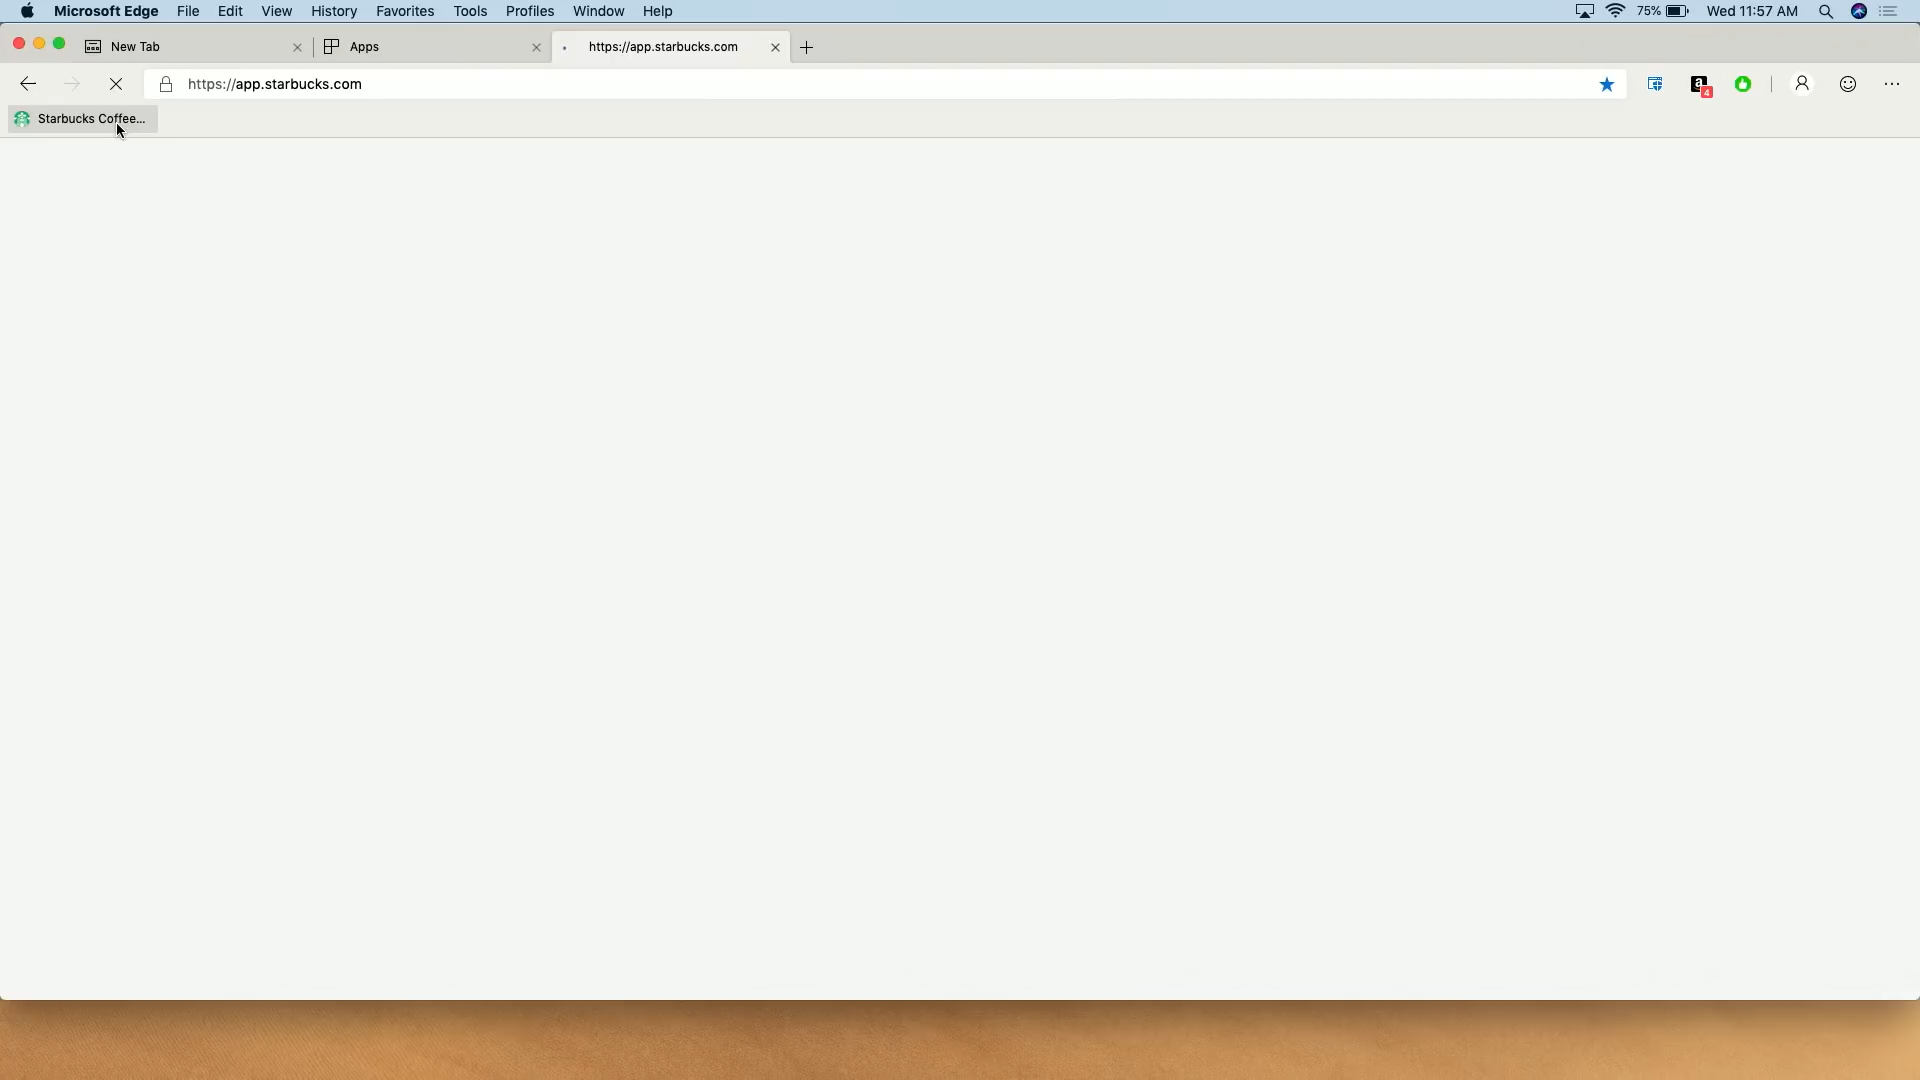 Microsoft Edge File Edit View History Favorites Tools Profiles Window Help 75% Wed 11:57 AM
New Tab Apps https://app.starbucks.com
https://app.starbucks.com a 4
Starbucks Coffee...